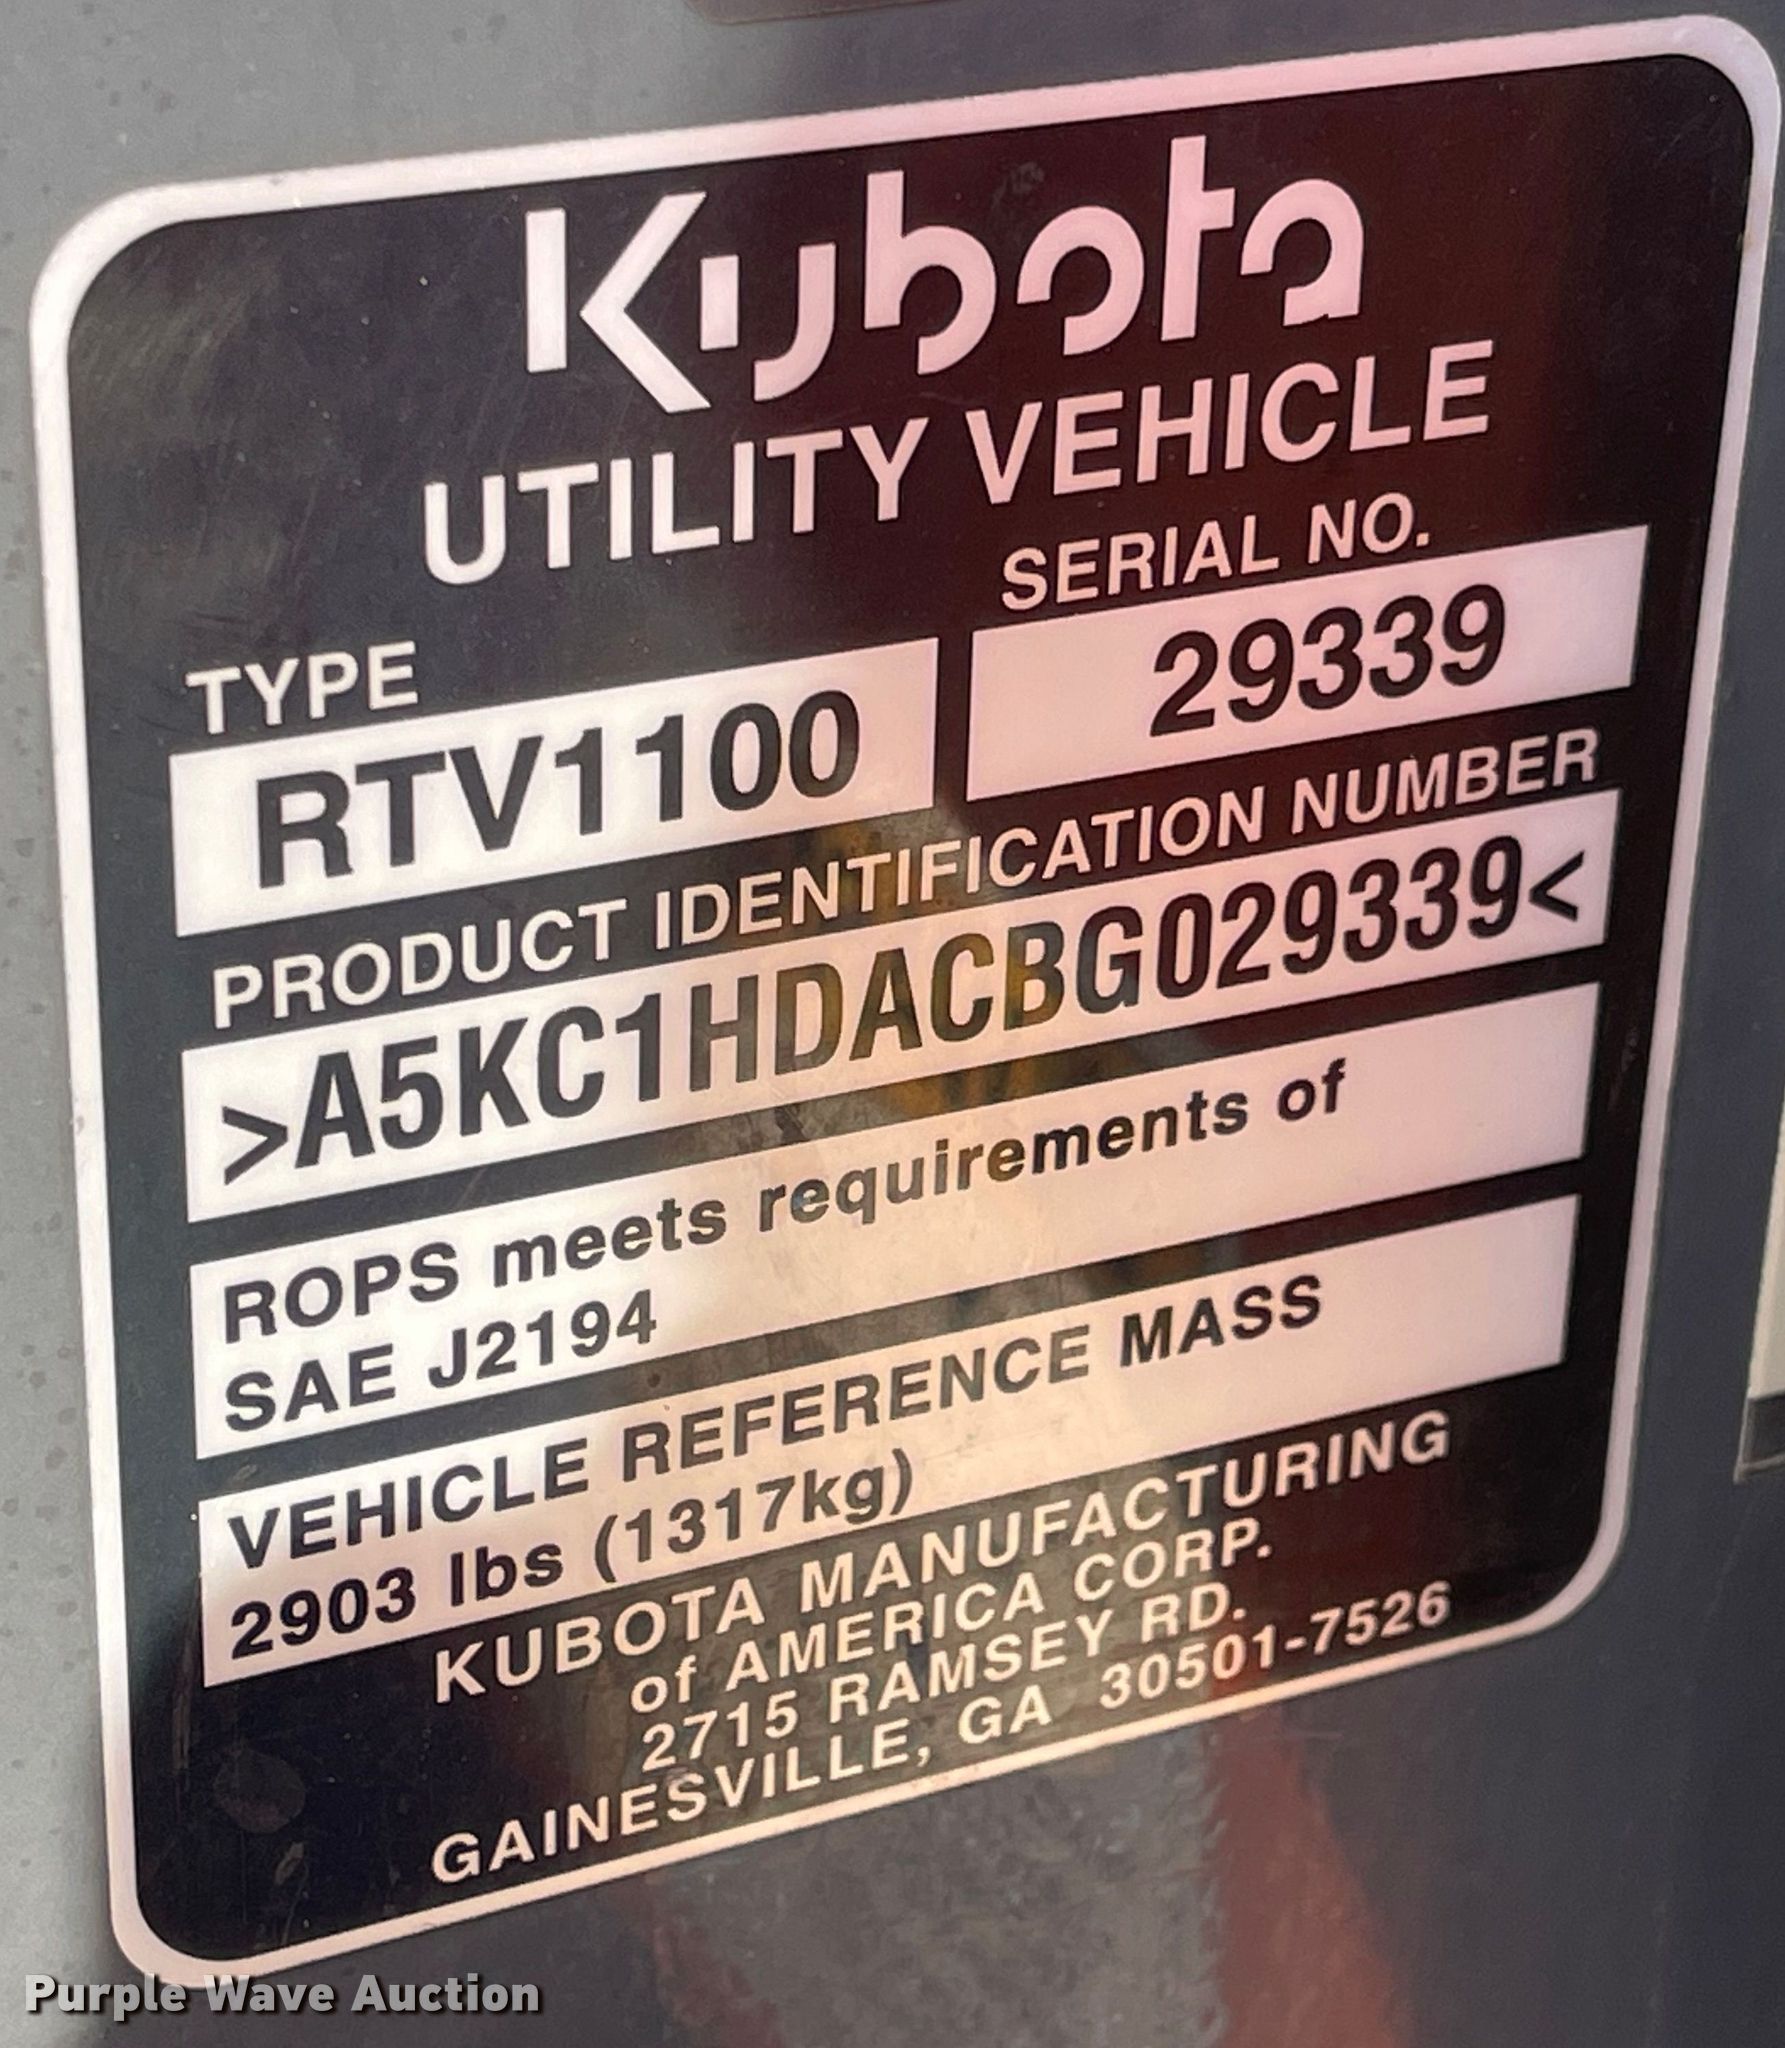 Kubota
UTILITY VEHICLE
TYPE
SERIAL NO.
RTV1100
29339
PRODUCT IDENTIFICATION NUMBER
>A5KC1HDACBG029339<
ROPS meets requirements of
SAE J2194
VEHICLE REFERENCE MASS
2903 lbs (1317kg)
KUBOTA MANUFACTURING
of AMERICA CORP.
2715 RAMSEY RD.
GAINESVILLE, GA 30501-7526
Purple Wave Auction